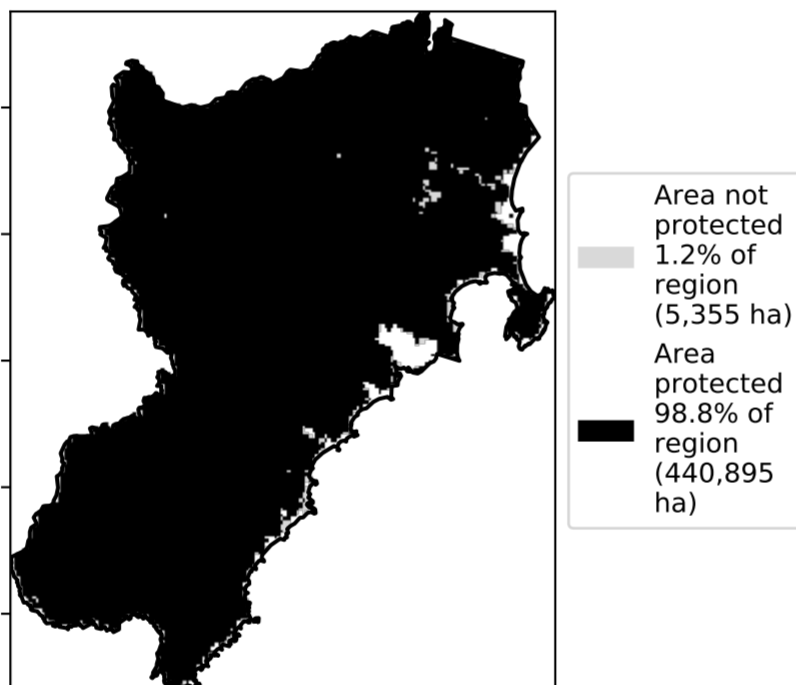 Area not
protected
1.2% of
region
(5,355 ha)
Area
protected
98.8% of
region
(440,895
ha)